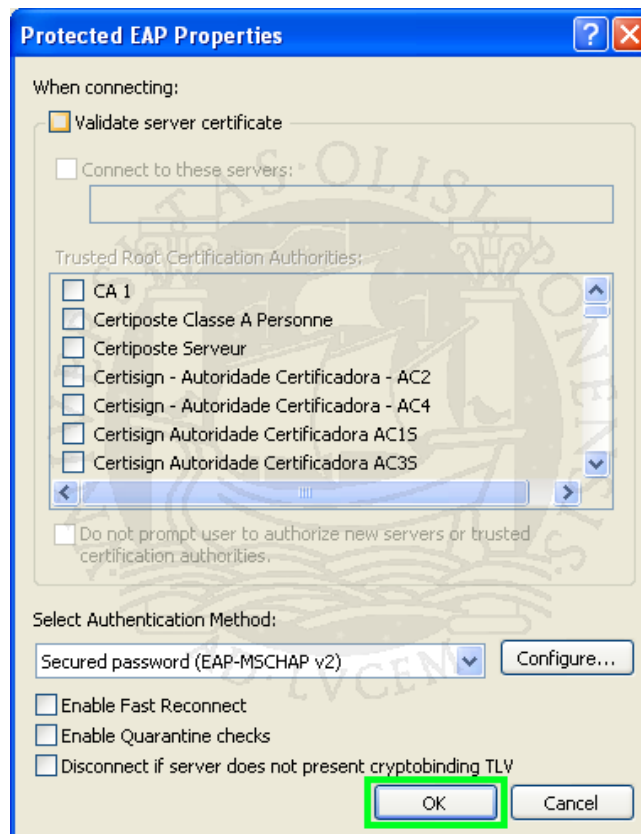 Protected EAP Properties
When connecting:
Validate server certificate
Connect to these servers:
Trusted Root Certification Authorities:
CA 1
Certiposte Classe A Personne
Certiposte Serveur
Certisign - Autoridade Certificadora - AC2
Certisign - Autoridade Certificadora - AC4
Certisign Autoridade Certificadora AC1S
Certisign Autoridade Certificadora AC3S
Do not prompt user to authorize new servers or trusted
certification authorities.
Select Authentication Method:
Secured password (EAP-MSCHAP v2)
Configure...
Enable Fast Reconnect
Enable Quarantine checks
Disconnect if server does not present cryptobinding TLV
OK
Cancel